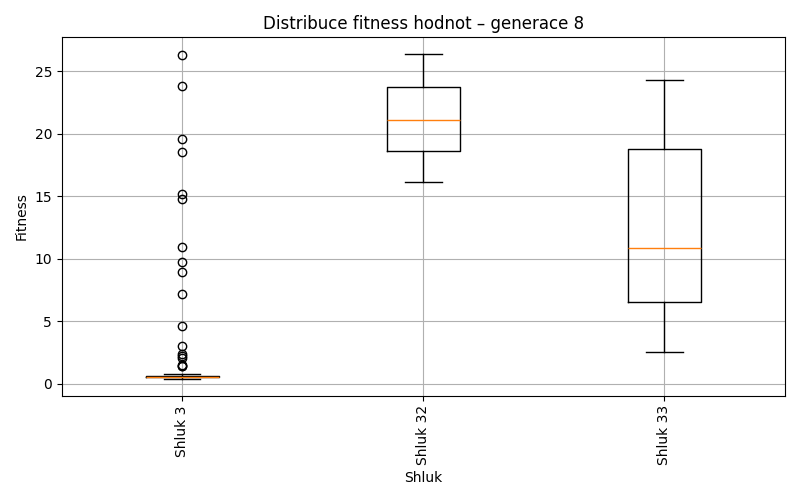 Distribuce fitness hodnot – generace 8
Fitness
25
20
15
10
5
0
Shluk 3
Shluk 32
Shluk 33
Shluk